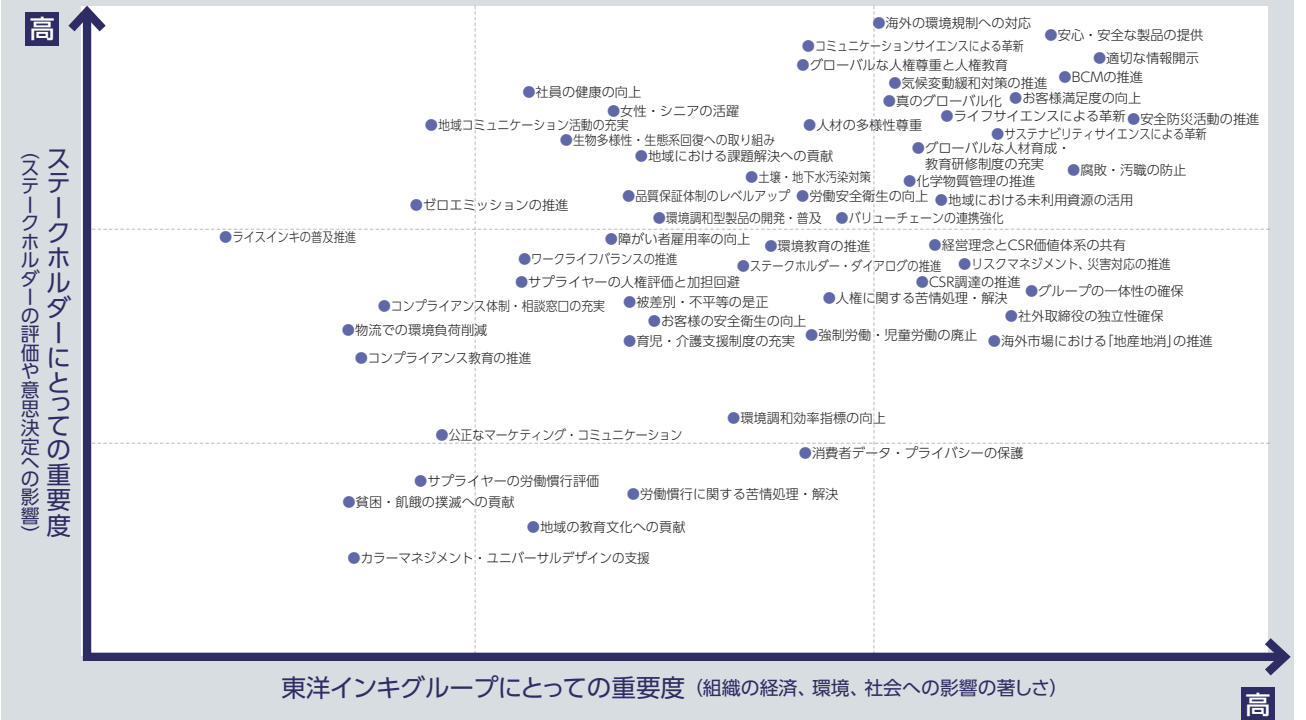 高
ステークホルダーにとっての重要度
（ステークホルダーの評価や意思決定への影響）
●海外の環境規制への対応
●安心・安全な製品の提供
●コミュニケーションサイエンスによる革新
●適切な情報開示
●グローバルな人権尊重と人権教育
●BCMの推進
●気候変動緩和対策の推進
●社員の健康の向上
●真のグローバル化
●お客様満足度の向上
●女性・シニアの活躍
●ライフサイエンスによる革新
●安全防災活動の推進
●地域コミュニケーション活動の充実
●人材の多様性尊重
●サステナビリティサイエンスによる革新
●生物多様性・生態系回復への取り組み
●グローバルな人材育成・
教育研修制度の充実
●地域における課題解決への貢献
●腐敗・汚職の防止
●土壌・地下水汚染対策
●化学物質管理の推進
●品質保証体制のレベルアップ
●労働安全衛生の向上
●地域における未利用資源の活用
●ゼロエミッションの推進
●環境調和型製品の開発・普及
●バリューチェーンの連携強化
●ライスインキの普及推進
●障がい者雇用率の向上
●環境教育の推進
●経営理念とCSR価値体系の共有
●ワークライフバランスの推進
●ステークホルダー・ダイアログの推進
●リスクマネジメント、災害対応の推進
●サプライヤーの人権評価と加担回避
●CSR調達の推進
●グループの一体性の確保
●コンプライアンス体制・相談窓口の充実
●被差別・不平等の是正
●人権に関する苦情処理・解決
●お客様の安全衛生の向上
●社外取締役の独立性確保
●物流での環境負荷削減
●育児・介護支援制度の充実
●強制労働・児童労働の廃止
●海外市場における「地産地消」の推進
●コンプライアンス教育の推進
●環境調和効率指標の向上
●公正なマーケティング・コミュニケーション
●消費者データ・プライバシーの保護
●サプライヤーの労働慣行評価
●労働慣行に関する苦情処理・解決
●貧困・飢餓の撲滅への貢献
●地域の教育文化への貢献
●カラーマネジメント・ユニバーサルデザインの支援
東洋インキグループにとっての重要度（組織の経済、環境、社会への影響の著しさ）
高